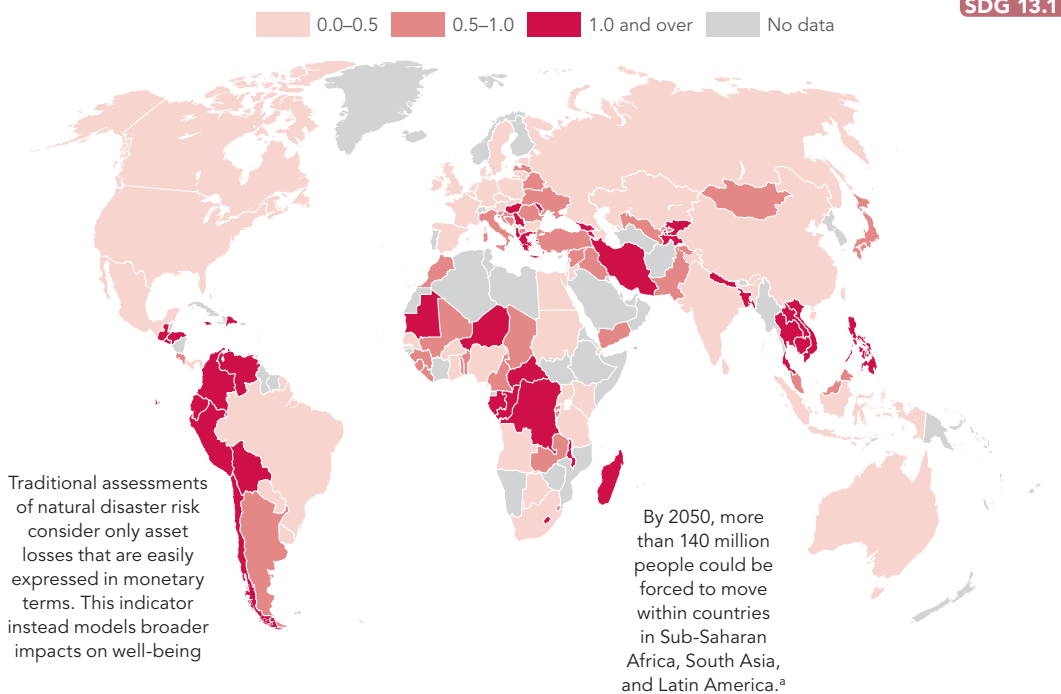 SDG 13.1
0.0–0.5 0.5–1.0 1.0 and over No data
Traditional assessments
of natural disaster risk
consider only asset
losses that are easily
expressed in monetary
terms. This indicator
instead models broader
impacts on well-being
By 2050, more
than 140 million
people could be
forced to move
within countries
in Sub-Saharan
Africa, South Asia,
and Latin America.ᵃ